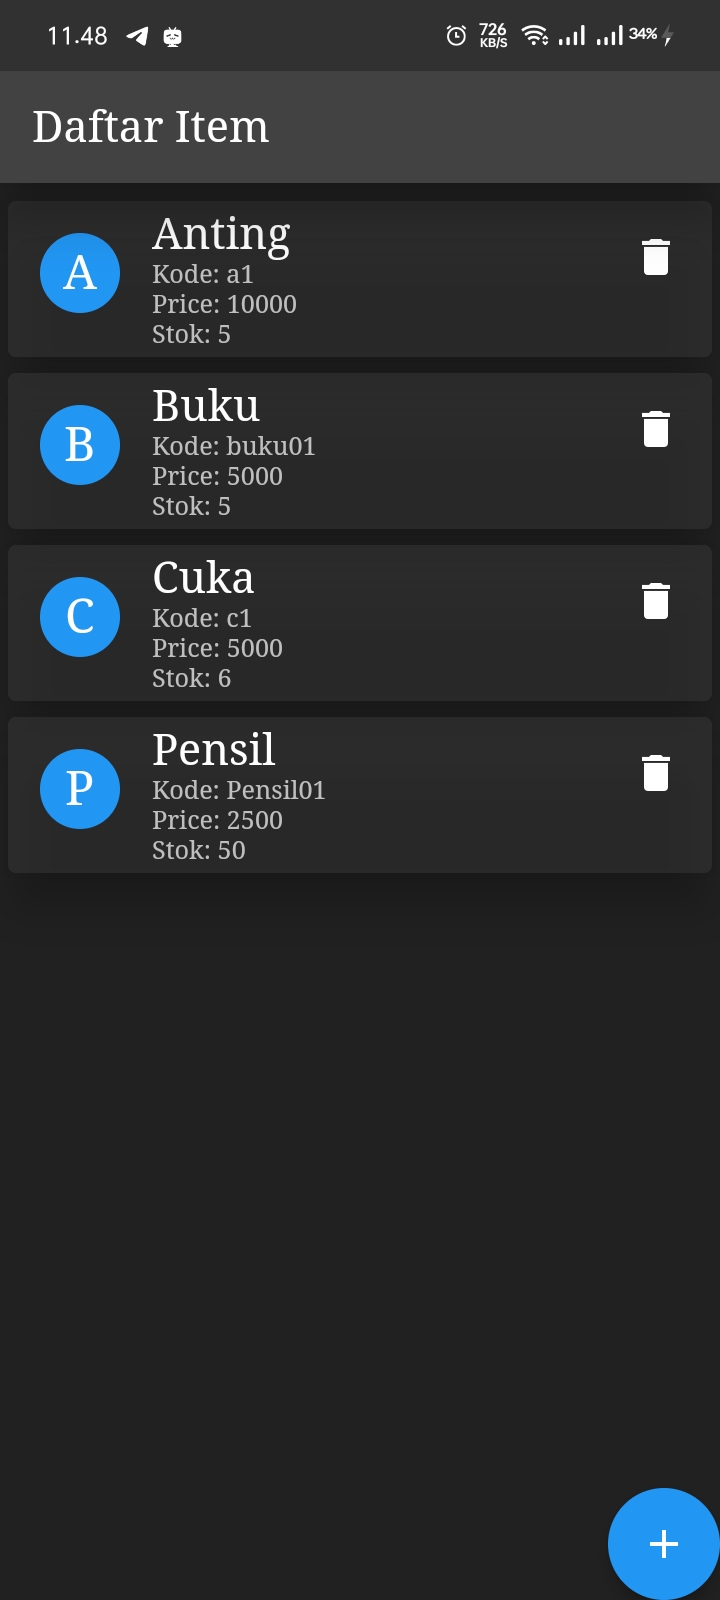 11.48 726 KB/S 34%
Daftar Item
A
Anting
Kode: a1
Price: 10000
Stok: 5
B
Buku
Kode: buku01
Price: 5000
Stok: 5
C
Cuka
Kode: c1
Price: 5000
Stok: 6
P
Pensil
Kode: Pensil01
Price: 2500
Stok: 50